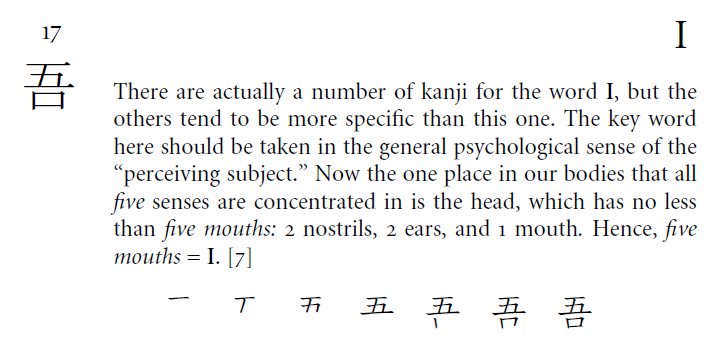 17
I
吾
There are actually a number of kanji for the word I, but the
others tend to be more specific than this one. The key word
here should be taken in the general psychological sense of the
“perceiving subject.” Now the one place in our bodies that all
five senses are concentrated in is the head, which has no less
than five mouths: 2 nostrils, 2 ears, and 1 mouth. Hence, five
mouths = I. [7]
一 丅 五 吾